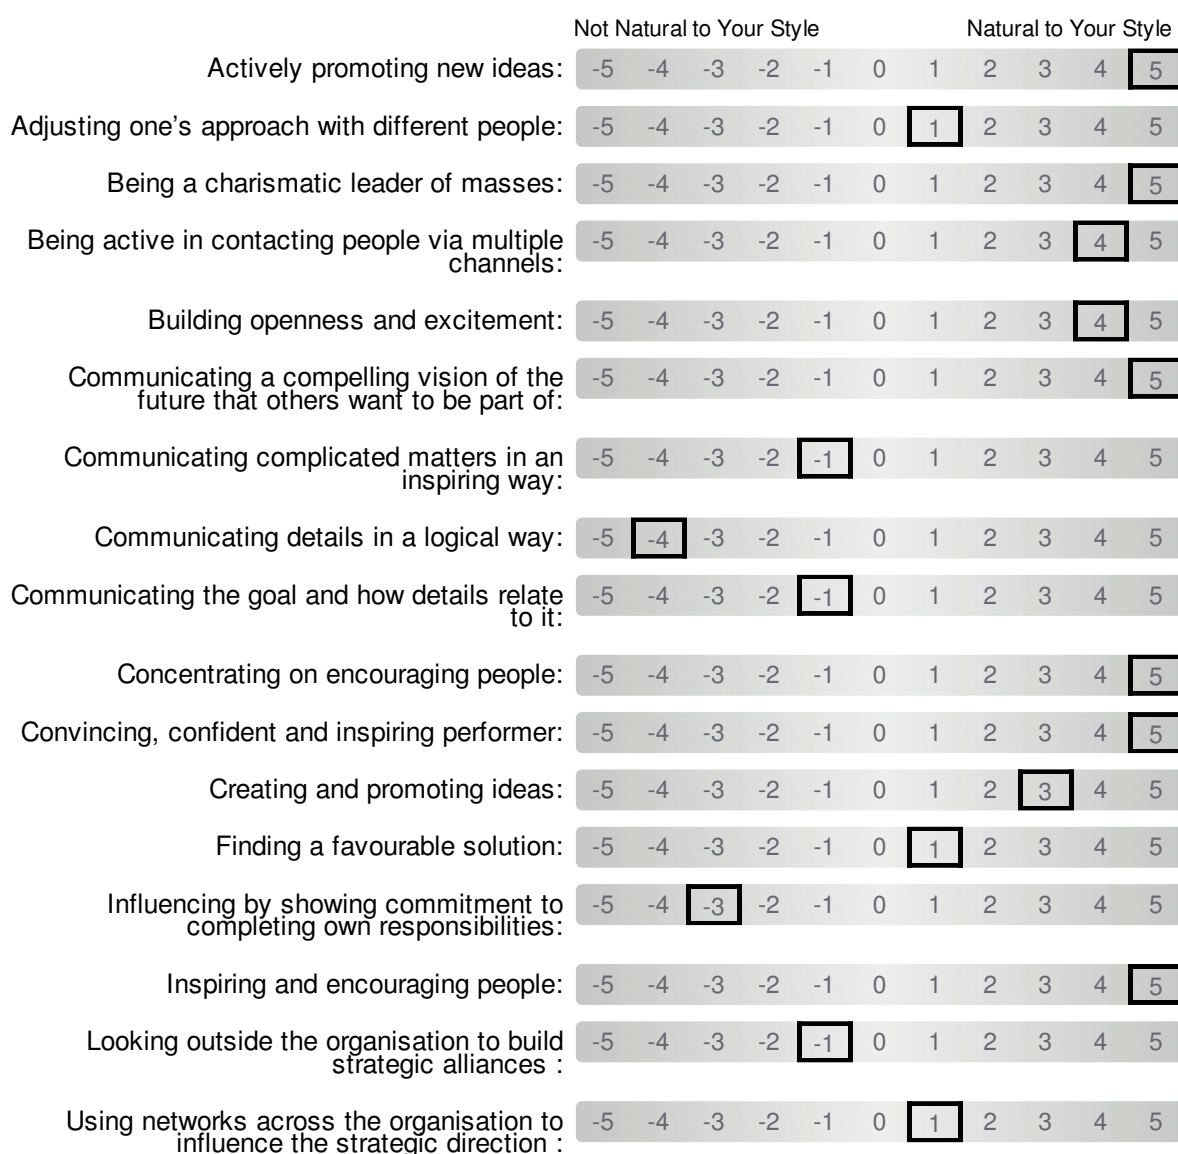 Not Natural to Your Style Natural to Your Style
Actively promoting new ideas: -5 -4 -3 -2 -1 0 1 2 3 4 5
Adjusting one's approach with different people: -5 -4 -3 -2 -1 0 1 2 3 4 5
Being a charismatic leader of masses: -5 -4 -3 -2 -1 0 1 2 3 4 5
Being active in contacting people via multiple -5 -4 -3 -2 -1 0 1 2 3 4 5
channels:
Building openness and excitement: -5 -4 -3 -2 -1 0 1 2 3 4 5
Communicating a compelling vision of the -5 -4 -3 -2 -1 0 1 2 3 4 5
future that others want to be part of:
Communicating complicated matters in an -5 -4 -3 -2 -1 0 1 2 3 4 5
inspiring way:
Communicating details in a logical way: -5 -4 -3 -2 -1 0 1 2 3 4 5
Communicating the goal and how details relate -5 -4 -3 -2 -1 0 1 2 3 4 5
to it:
Concentrating on encouraging people: -5 -4 -3 -2 -1 0 1 2 3 4 5
Convincing, confident and inspiring performer: -5 -4 -3 -2 -1 0 1 2 3 4 5
Creating and promoting ideas: -5 -4 -3 -2 -1 0 1 2 3 4 5
Finding a favourable solution: -5 -4 -3 -2 -1 0 1 2 3 4 5
Influencing by showing commitment to -5 -4 -3 -2 -1 0 1 2 3 4 5
completing own responsibilities:
Inspiring and encouraging people: -5 -4 -3 -2 -1 0 1 2 3 4 5
Looking outside the organisation to build -5 -4 -3 -2 -1 0 1 2 3 4 5
strategic alliances :
Using networks across the organisation to -5 -4 -3 -2 -1 0 1 2 3 4 5
influence the strategic direction :